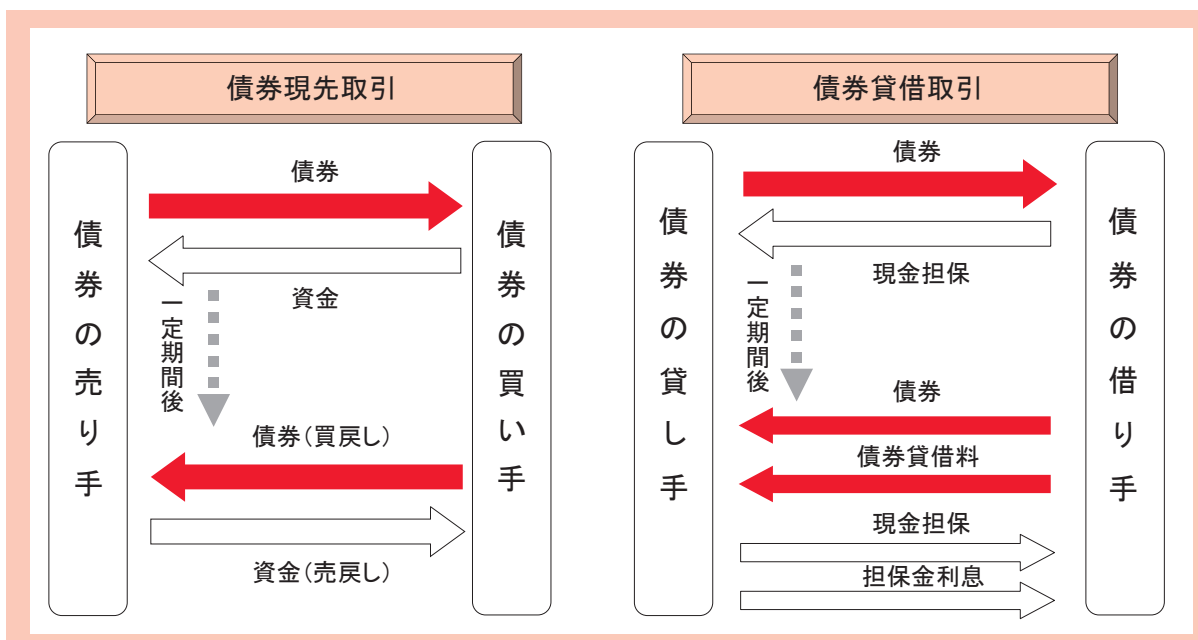 債券現先取引
債券の売り手
債券
資金
一定期間後
債券（買戻し）
資金（売戻し）
債券の買い手
債券貸借取引
債券の貸し手
債券
現金担保
一定期間後
債券
債券貸借料
現金担保
担保金利息
債券の借り手